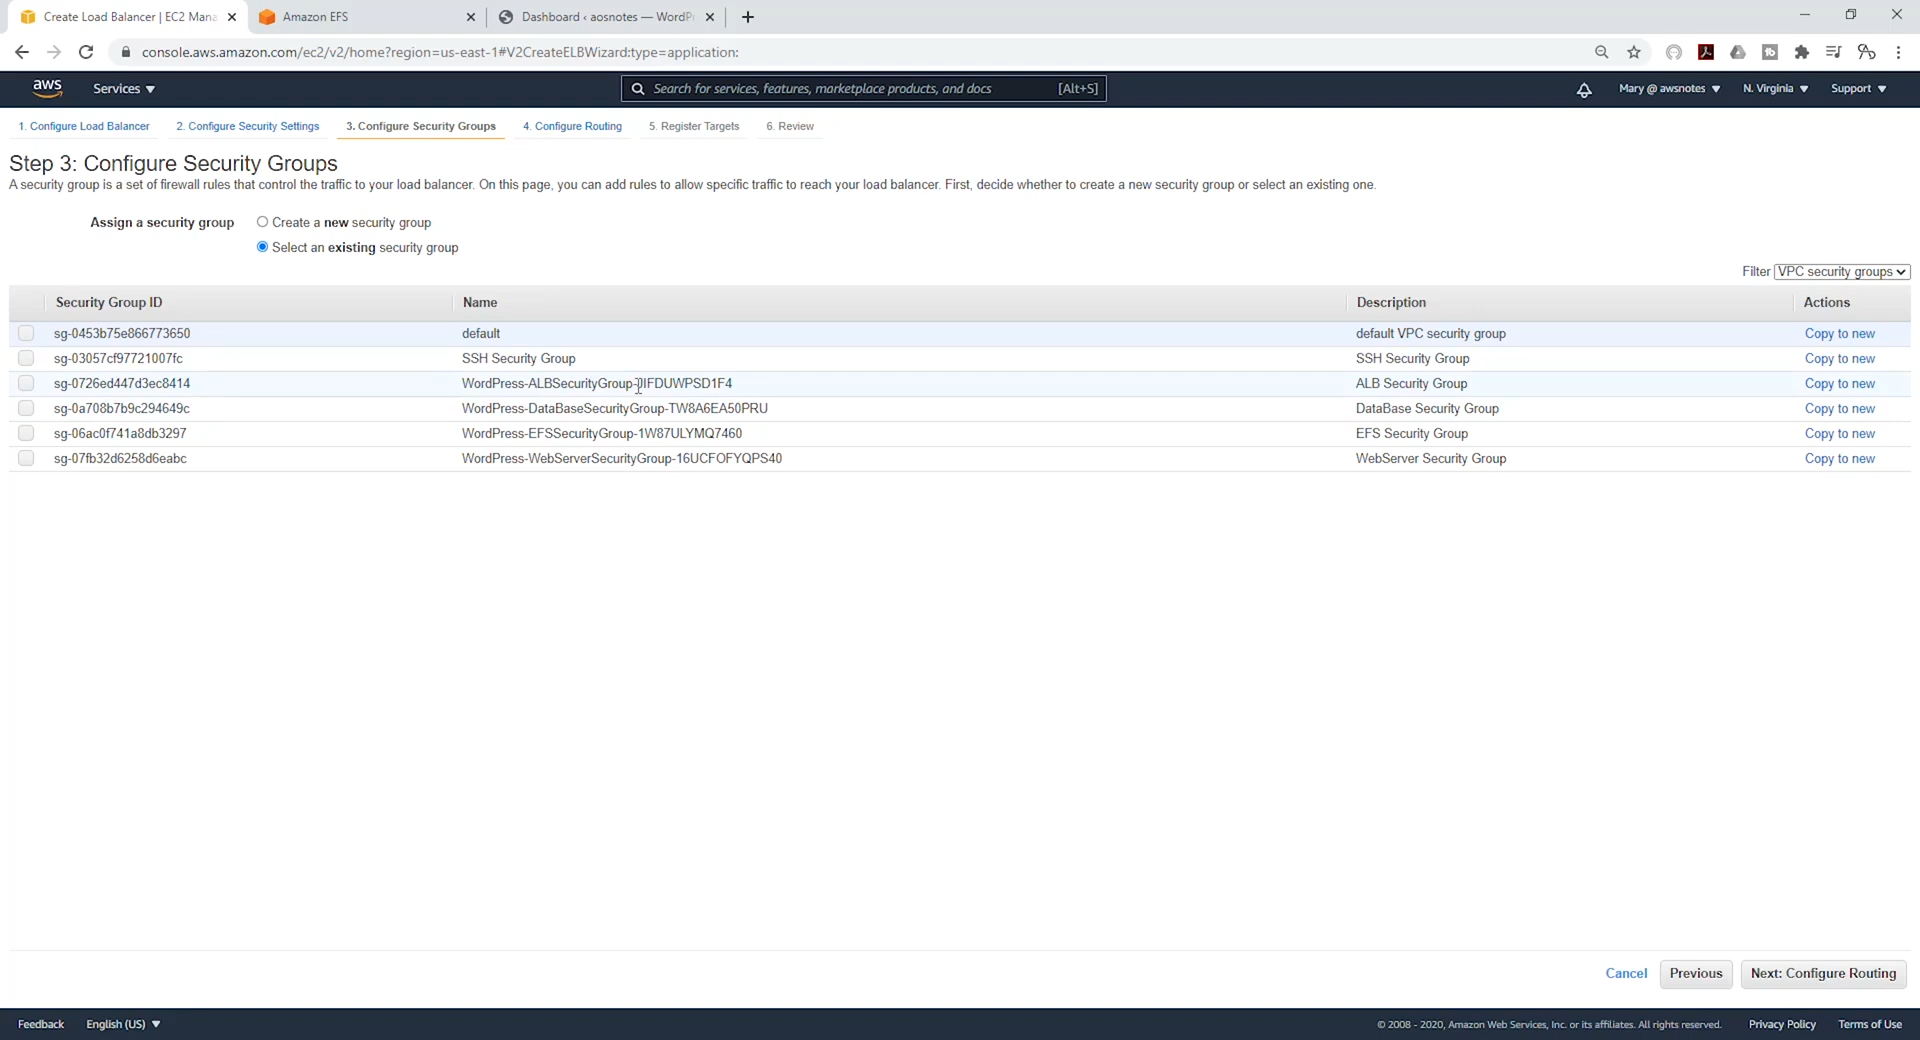 Create Load Balancer | EC2 Mana
Amazon EFS
Dashboard ‹ aosnotes — WordPr
console.aws.amazon.com/ec2/v2/home?region=us-east-1#V2CreateELBWizard:type=application:
aws
Services
Search for services, features, marketplace products, and docs
[Alt+S]
Mary @ awsnotes
N. Virginia
Support
1. Configure Load Balancer
2. Configure Security Settings
3. Configure Security Groups
4. Configure Routing
5. Register Targets
6. Review
Step 3: Configure Security Groups
A security group is a set of firewall rules that control the traffic to your load balancer. On this page, you can add rules to allow specific traffic to reach your load balancer. First, decide whether to create a new security group or select an existing one.
Assign a security group
Create a new security group
Select an existing security group
Filter VPC security groups
Security Group ID Name Description Actions
sg-0453b75e866773650 default default VPC security group Copy to new
sg-03057cf97721007fc SSH Security Group SSH Security Group Copy to new
sg-0726ed447d3ec8414 WordPress-ALBSecurityGroup-JIFDUWPSD1F4 ALB Security Group Copy to new
sg-0a708b7b9c294649c WordPress-DataBaseSecurityGroup-TW8A6EA50PRU DataBase Security Group Copy to new
sg-06ac0f741a8db3297 WordPress-EFSSecurityGroup-1W87ULYMQ7460 EFS Security Group Copy to new
sg-07fb32d6258d6eabc WordPress-WebServerSecurityGroup-16UCFOFYQPS40 WebServer Security Group Copy to new
Cancel
Previous
Next: Configure Routing
Feedback
English (US)
© 2008 - 2020, Amazon Web Services, Inc. or its affiliates. All rights reserved.
Privacy Policy
Terms of Use